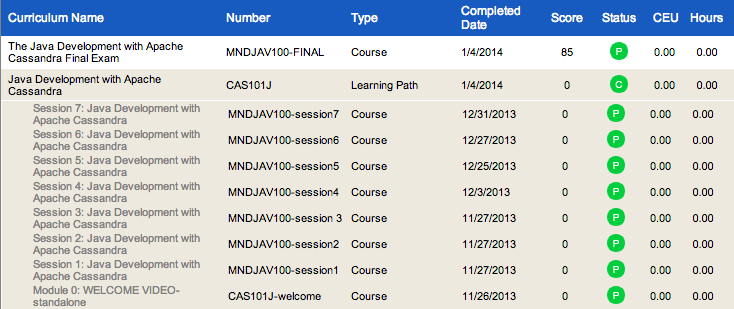 Curriculum Name Number Type Completed Date Score Status CEU Hours
The Java Development with Apache Cassandra Final Exam MNDJAV100-FINAL Course 1/4/2014 85 P 0.00 0.00
Java Development with Apache Cassandra CAS101J Learning Path 1/4/2014 0 C 0.00 0.00
Session 7: Java Development with Apache Cassandra MNDJAV100-session7 Course 12/31/2013 0 P 0.00 0.00
Session 6: Java Development with Apache Cassandra MNDJAV100-session6 Course 12/27/2013 0 P 0.00 0.00
Session 5: Java Development with Apache Cassandra MNDJAV100-session5 Course 12/25/2013 0 P 0.00 0.00
Session 4: Java Development with Apache Cassandra MNDJAV100-session4 Course 12/3/2013 0 P 0.00 0.00
Session 3: Java Development with Apache Cassandra MNDJAV100-session 3 Course 11/27/2013 0 P 0.00 0.00
Session 2: Java Development with Apache Cassandra MNDJAV100-session2 Course 11/27/2013 0 P 0.00 0.00
Session 1: Java Development with Apache Cassandra MNDJAV100-session1 Course 11/27/2013 0 P 0.00 0.00
Module 0: WELCOME VIDEO-standalone CAS101J-welcome Course 11/26/2013 0 P 0.00 0.00